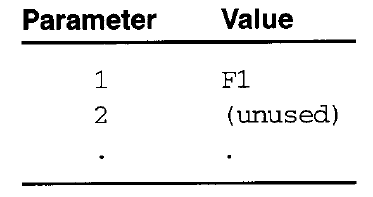 Parameter Value
1 F1
2 (unused)
. .